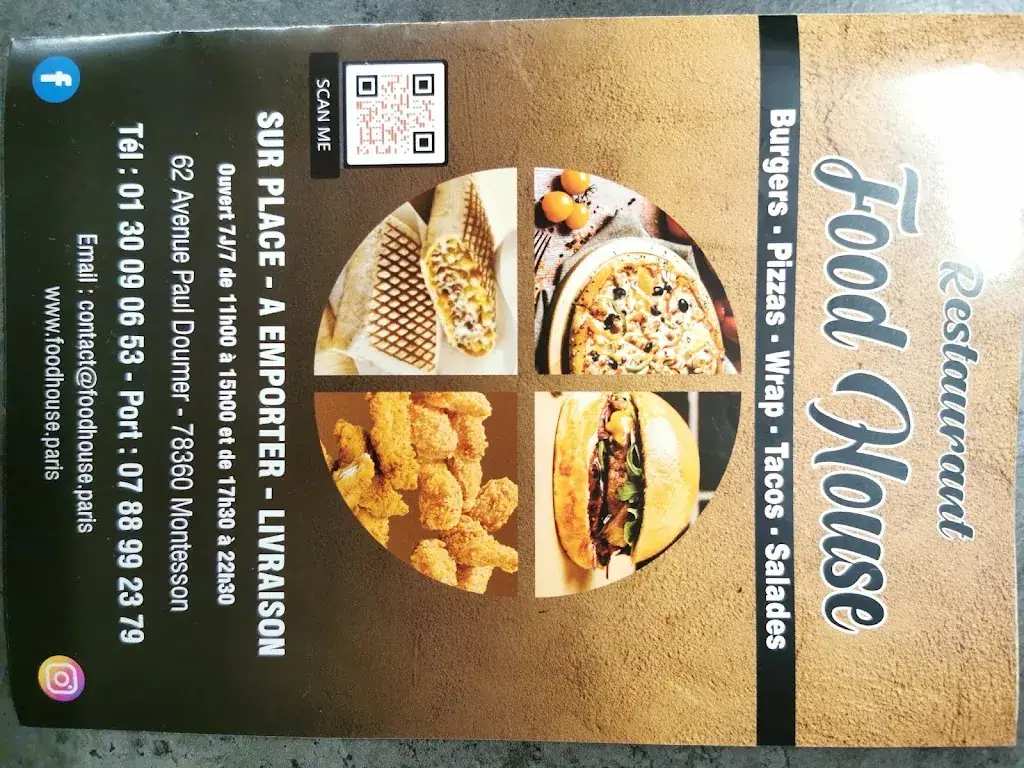 Restaurant
Food House
Burgers - Pizzas - Wrap - Tacos - Salades
SCAN ME
SUR PLACE - A EMPORTER - LIVRAISON
Ouvert 7J/7 de 11h00 à 15h00 et de 17h30 à 22h30
62 Avenue Paul Doumer - 78360 Montesson
Tél : 01 30 09 06 53 - Port : 07 88 99 23 79
Email : contact@foodhouse.paris
www.foodhouse.paris